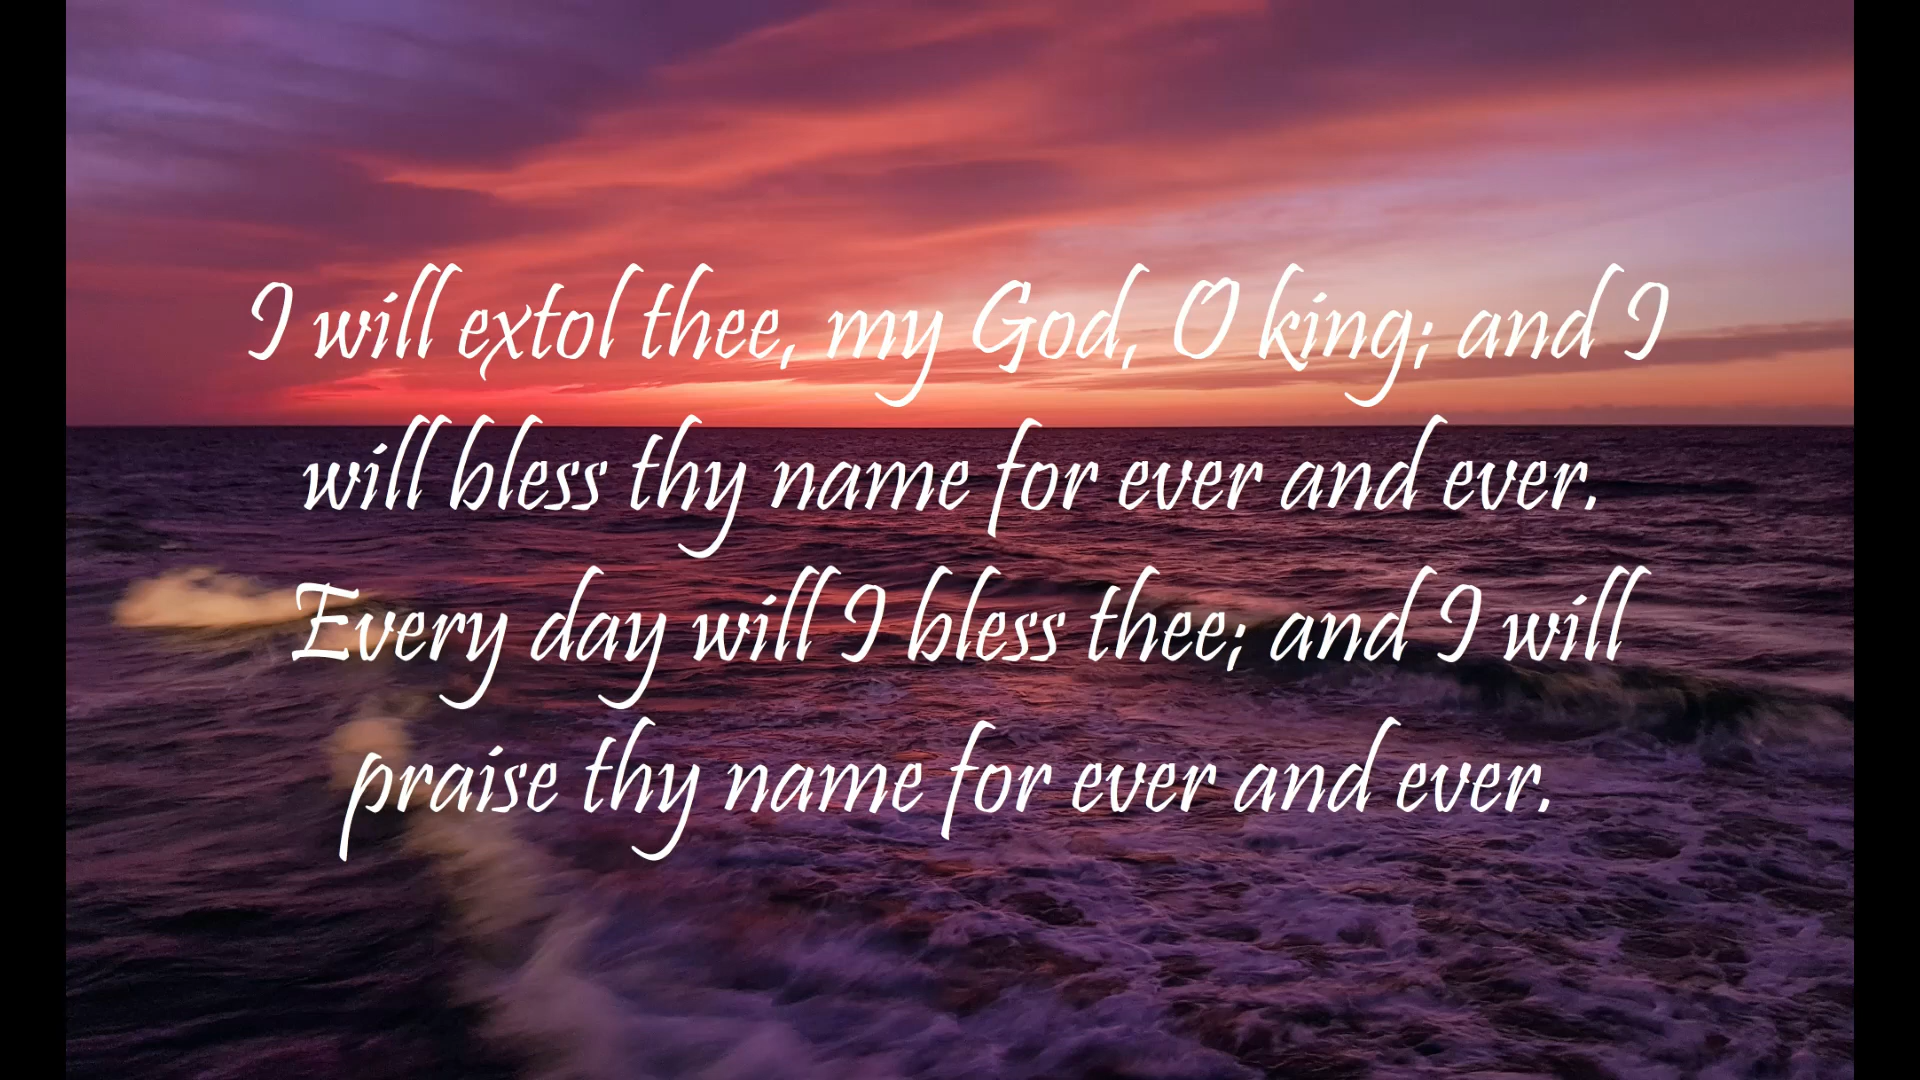 I will extol thee, my God, O king; and I
will bless thy name for ever and ever.
Every day will I bless thee; and I will
praise thy name for ever and ever.